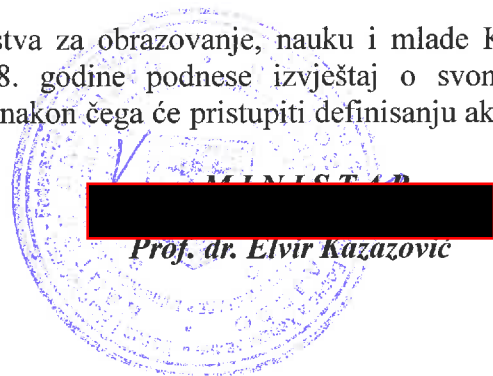 stva za obrazovanje, nauku i mlade K
8. godine podnese izvještaj o svon
nakon čega će pristupiti definisanju ak
M I N I S T A R
Prof. dr. Elvir Kazazović